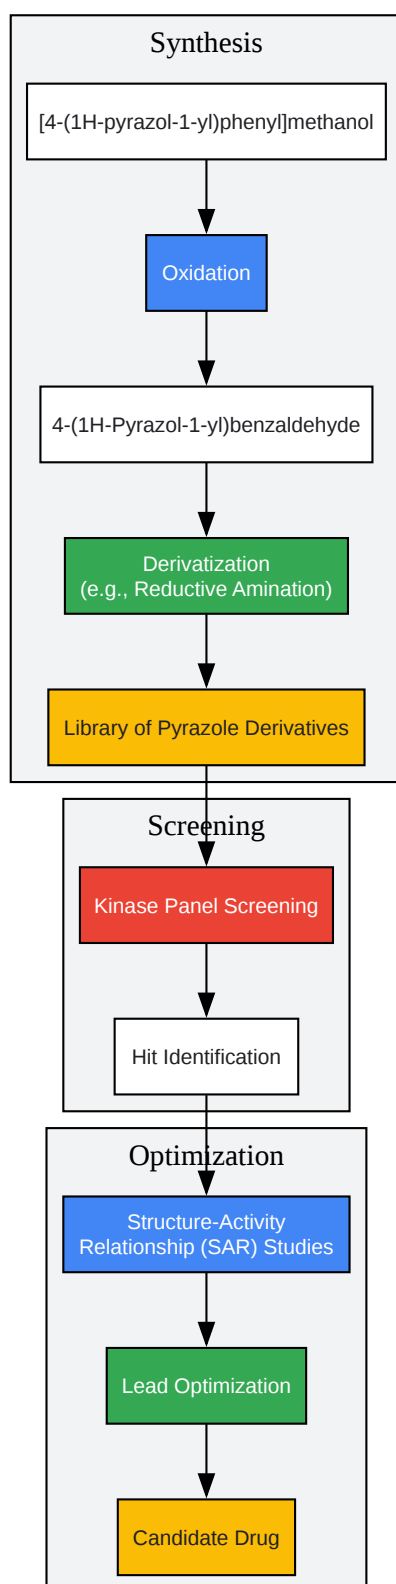 Synthesis
[4-(1H-pyrazol-1-yl)phenyl]methanol
Oxidation
4-(1H-Pyrazol-1-yl)benzaldehyde
Derivatization
(e.g., Reductive Amination)
Library of Pyrazole Derivatives
Screening
Kinase Panel Screening
Hit Identification
Optimization
Structure-Activity
Relationship (SAR) Studies
Lead Optimization
Candidate Drug